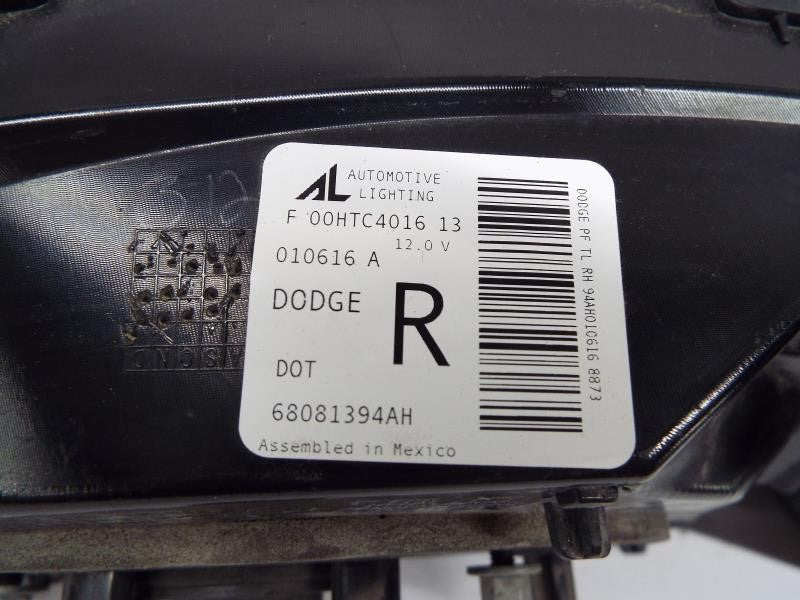 AL AUTOMOTIVE
LIGHTING
F 00HTC4016 13
12.0 V
010616 A
DODGE
R
DOT
68081394AH
Assembled in Mexico
DODGE PF TL RH 94AH010616 8873